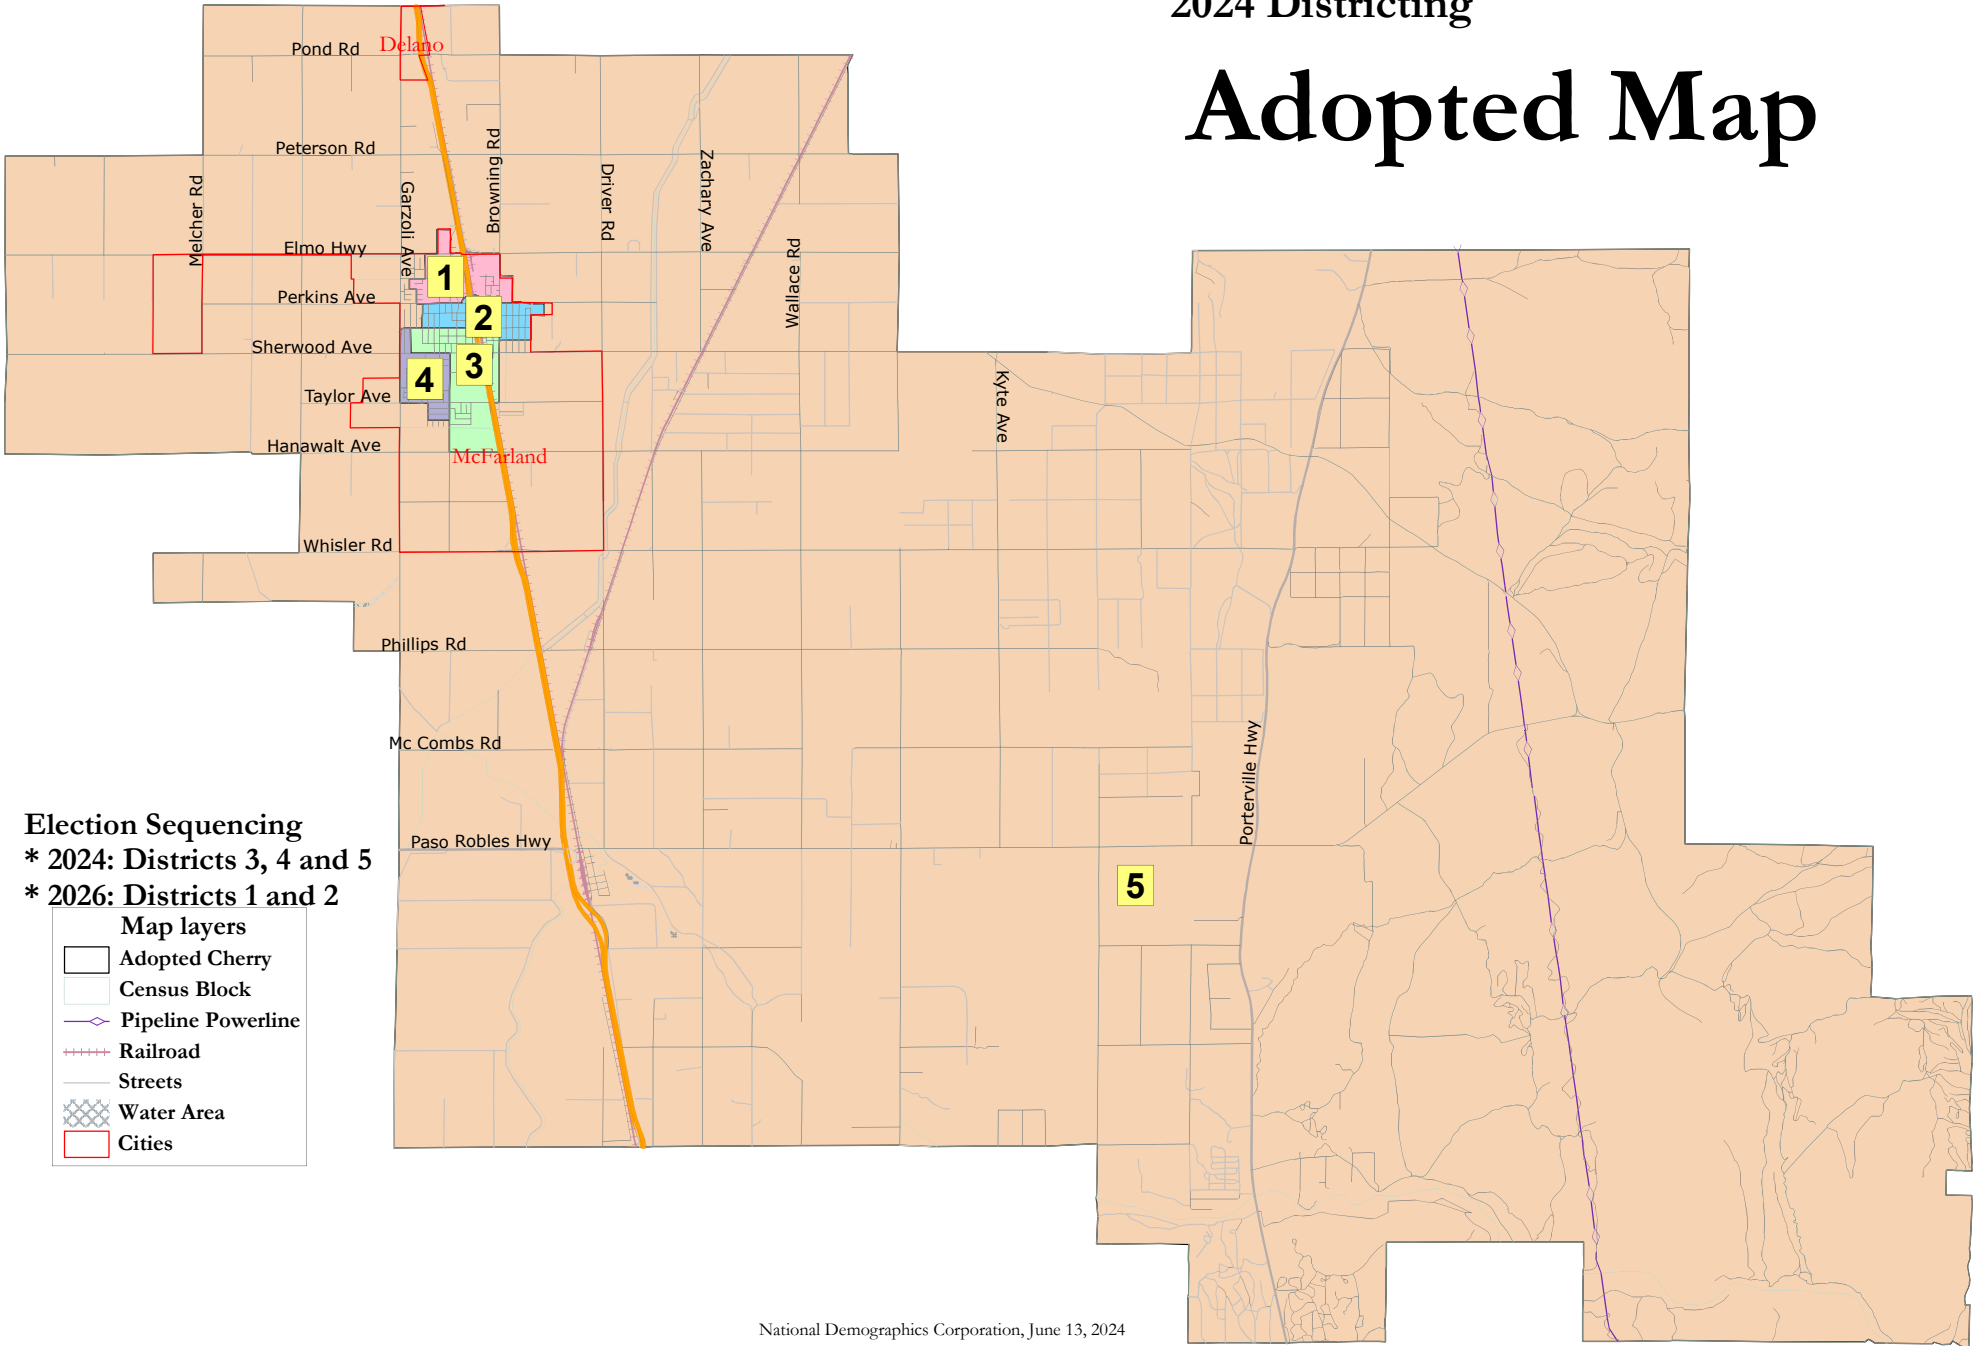 2024 Districting
Adopted Map
Pond Rd
Delano
Peterson Rd
Melcher Rd
Garzoli Ave
Browning Rd
Driver Rd
Zachary Ave
Wallace Rd
Elmo Hwy
1
Perkins Ave
2
Sherwood Ave
3
4
Taylor Ave
Kyte Ave
Hanawalt Ave
McFarland
Whisler Rd
Phillips Rd
Mc Combs Rd
Porterville Hwy
Paso Robles Hwy
5
Election Sequencing
* 2024: Districts 3, 4 and 5
* 2026: Districts 1 and 2
Map layers
Adopted Cherry
Census Block
Pipeline Powerline
Railroad
Streets
Water Area
Cities
National Demographics Corporation, June 13, 2024